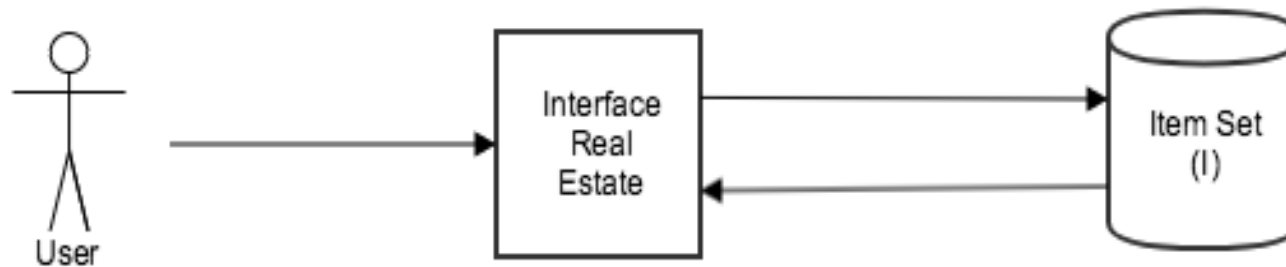 User
Interface
Real
Estate
Item Set
(I)